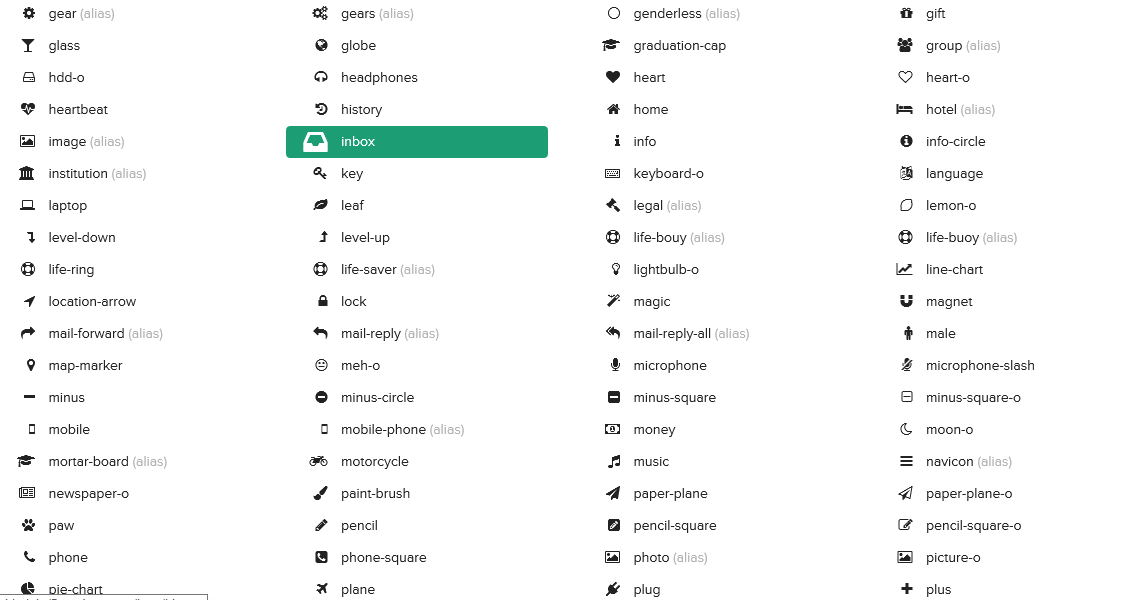 gear (alias) gears (alias) genderless (alias) gift
glass globe graduation-cap group (alias)
hdd-o headphones heart heart-o
heartbeat history home hotel (alias)
image (alias) inbox info info-circle
institution (alias) key keyboard-o language
laptop leaf legal (alias) lemon-o
level-down level-up life-bouy (alias) life-buoy (alias)
life-ring life-saver (alias) lightbulb-o line-chart
location-arrow lock magic magnet
mail-forward (alias) mail-reply (alias) mail-reply-all (alias) male
map-marker meh-o microphone microphone-slash
minus minus-circle minus-square minus-square-o
mobile mobile-phone (alias) money moon-o
mortar-board (alias) motorcycle music navicon (alias)
newspaper-o paint-brush paper-plane paper-plane-o
paw pencil pencil-square pencil-square-o
phone phone-square photo (alias) picture-o
pie-chart plane plug plus